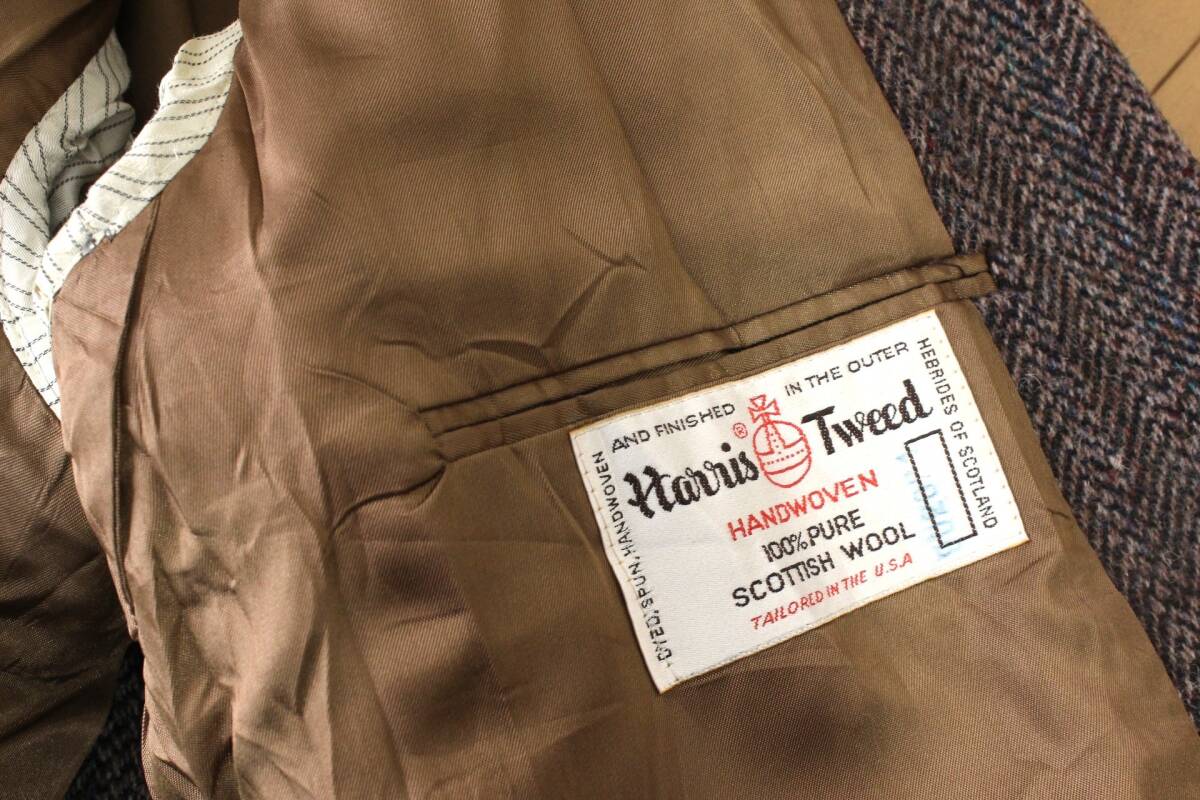 DYED, SPUN, HANDWOVEN
AND FINISHED
IN THE OUTER
HEBRIDES OF SCOTLAND
Harris ® Tweed
HANDWOVEN
100% PURE
SCOTTISH WOOL
TAILORED IN THE U.S.A